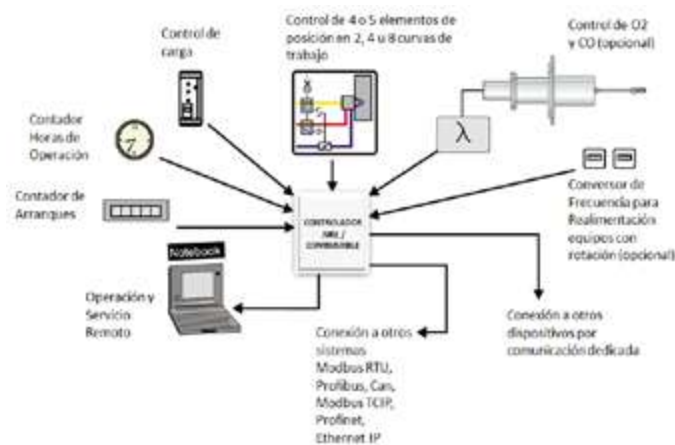 Control de
carga
Control de 4 o 5 elementos de
posición en 2, 4 u 8 curvas de
trabajo
Control de O2
y CO (opcional)
Contador
Horas de
Operación
λ
Contador de
Arranques
CONTROLADOR
AIRE /
COMBUSTIBLE
Conversor de
Frecuencia para
Realimentación
equipos con
rotación (opcional)
Notebook
Operación y
Servicio
Remoto
Conexión a otros
sistemas
Modbus RTU,
Profibus, Can,
Modbus TCIP,
Profinet,
Ethernet IP
Conexión a otros
dispositivos por
comunicación dedicada